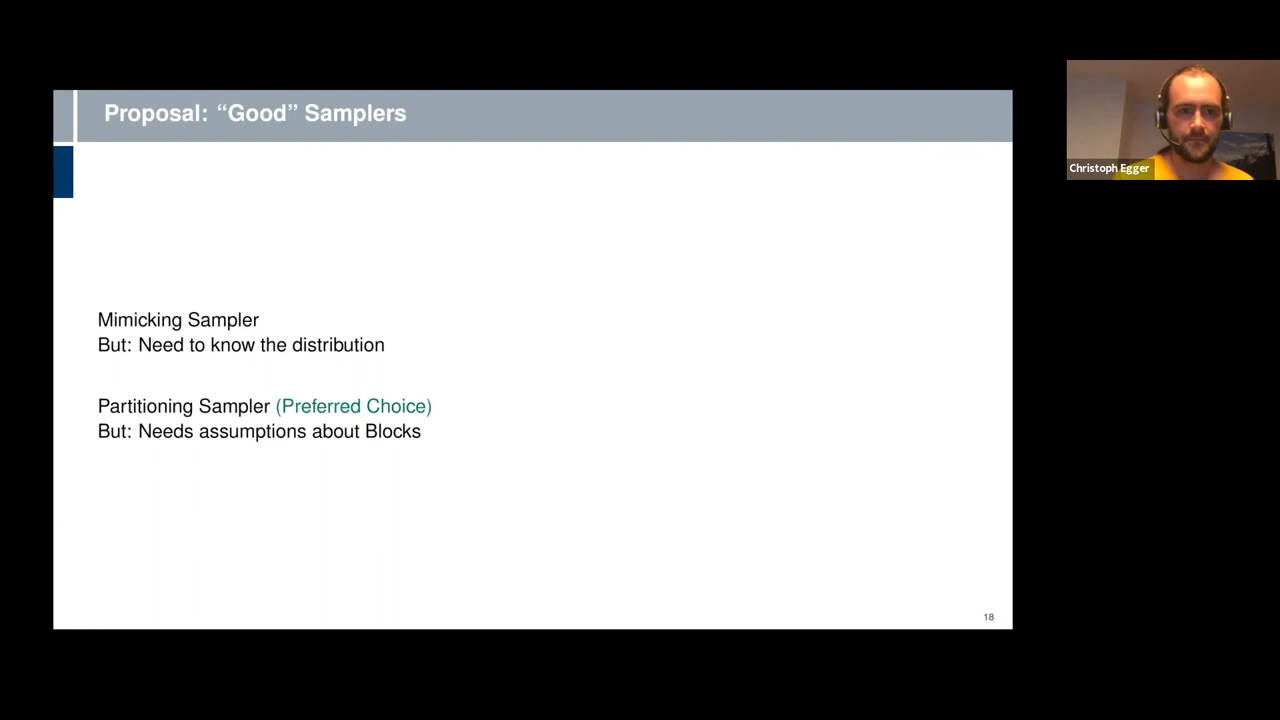 Proposal: “Good” Samplers
Christoph Egger
Mimicking Sampler
But: Need to know the distribution
Partitioning Sampler (Preferred Choice)
But: Needs assumptions about Blocks
18